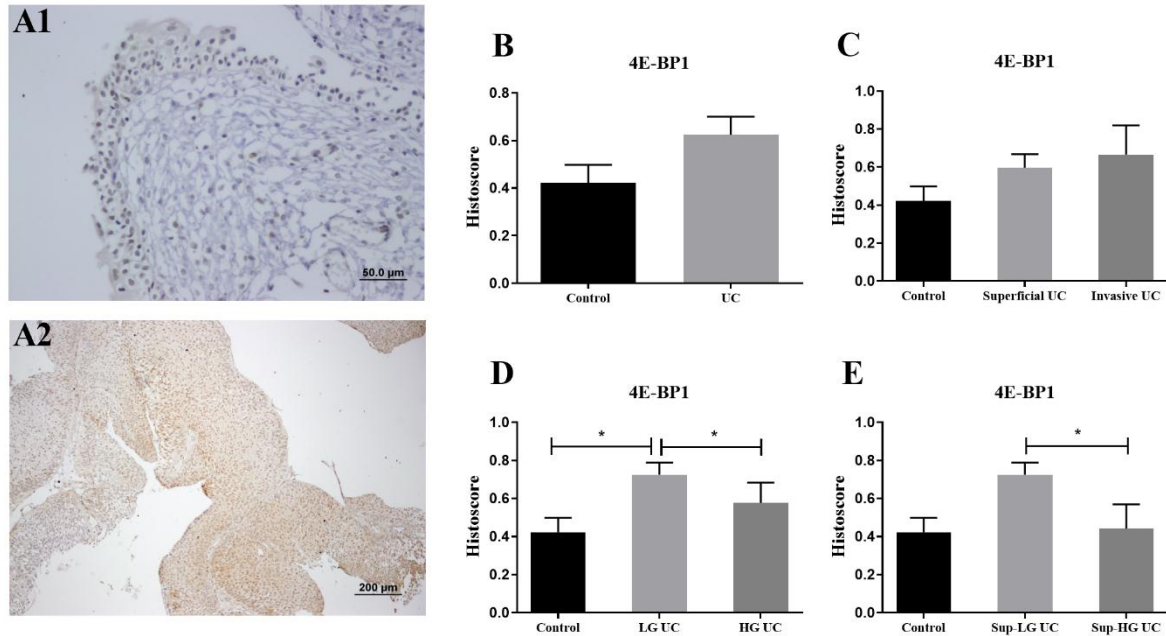 A1
50.0 µm
A2
200 µm
B
4E-BP1
Histoscore
0.8
0.6
0.4
0.2
0.0
Control UC
C
4E-BP1
Histoscore
1.0
0.8
0.6
0.4
0.2
0.0
Control Superficial UC Invasive UC
D
4E-BP1
Histoscore
1.0
0.8
0.6
0.4
0.2
0.0
* *
Control LG UC HG UC
E
4E-BP1
Histoscore
1.0
0.8
0.6
0.4
0.2
0.0
*
Control Sup-LG UC Sup-HG UC